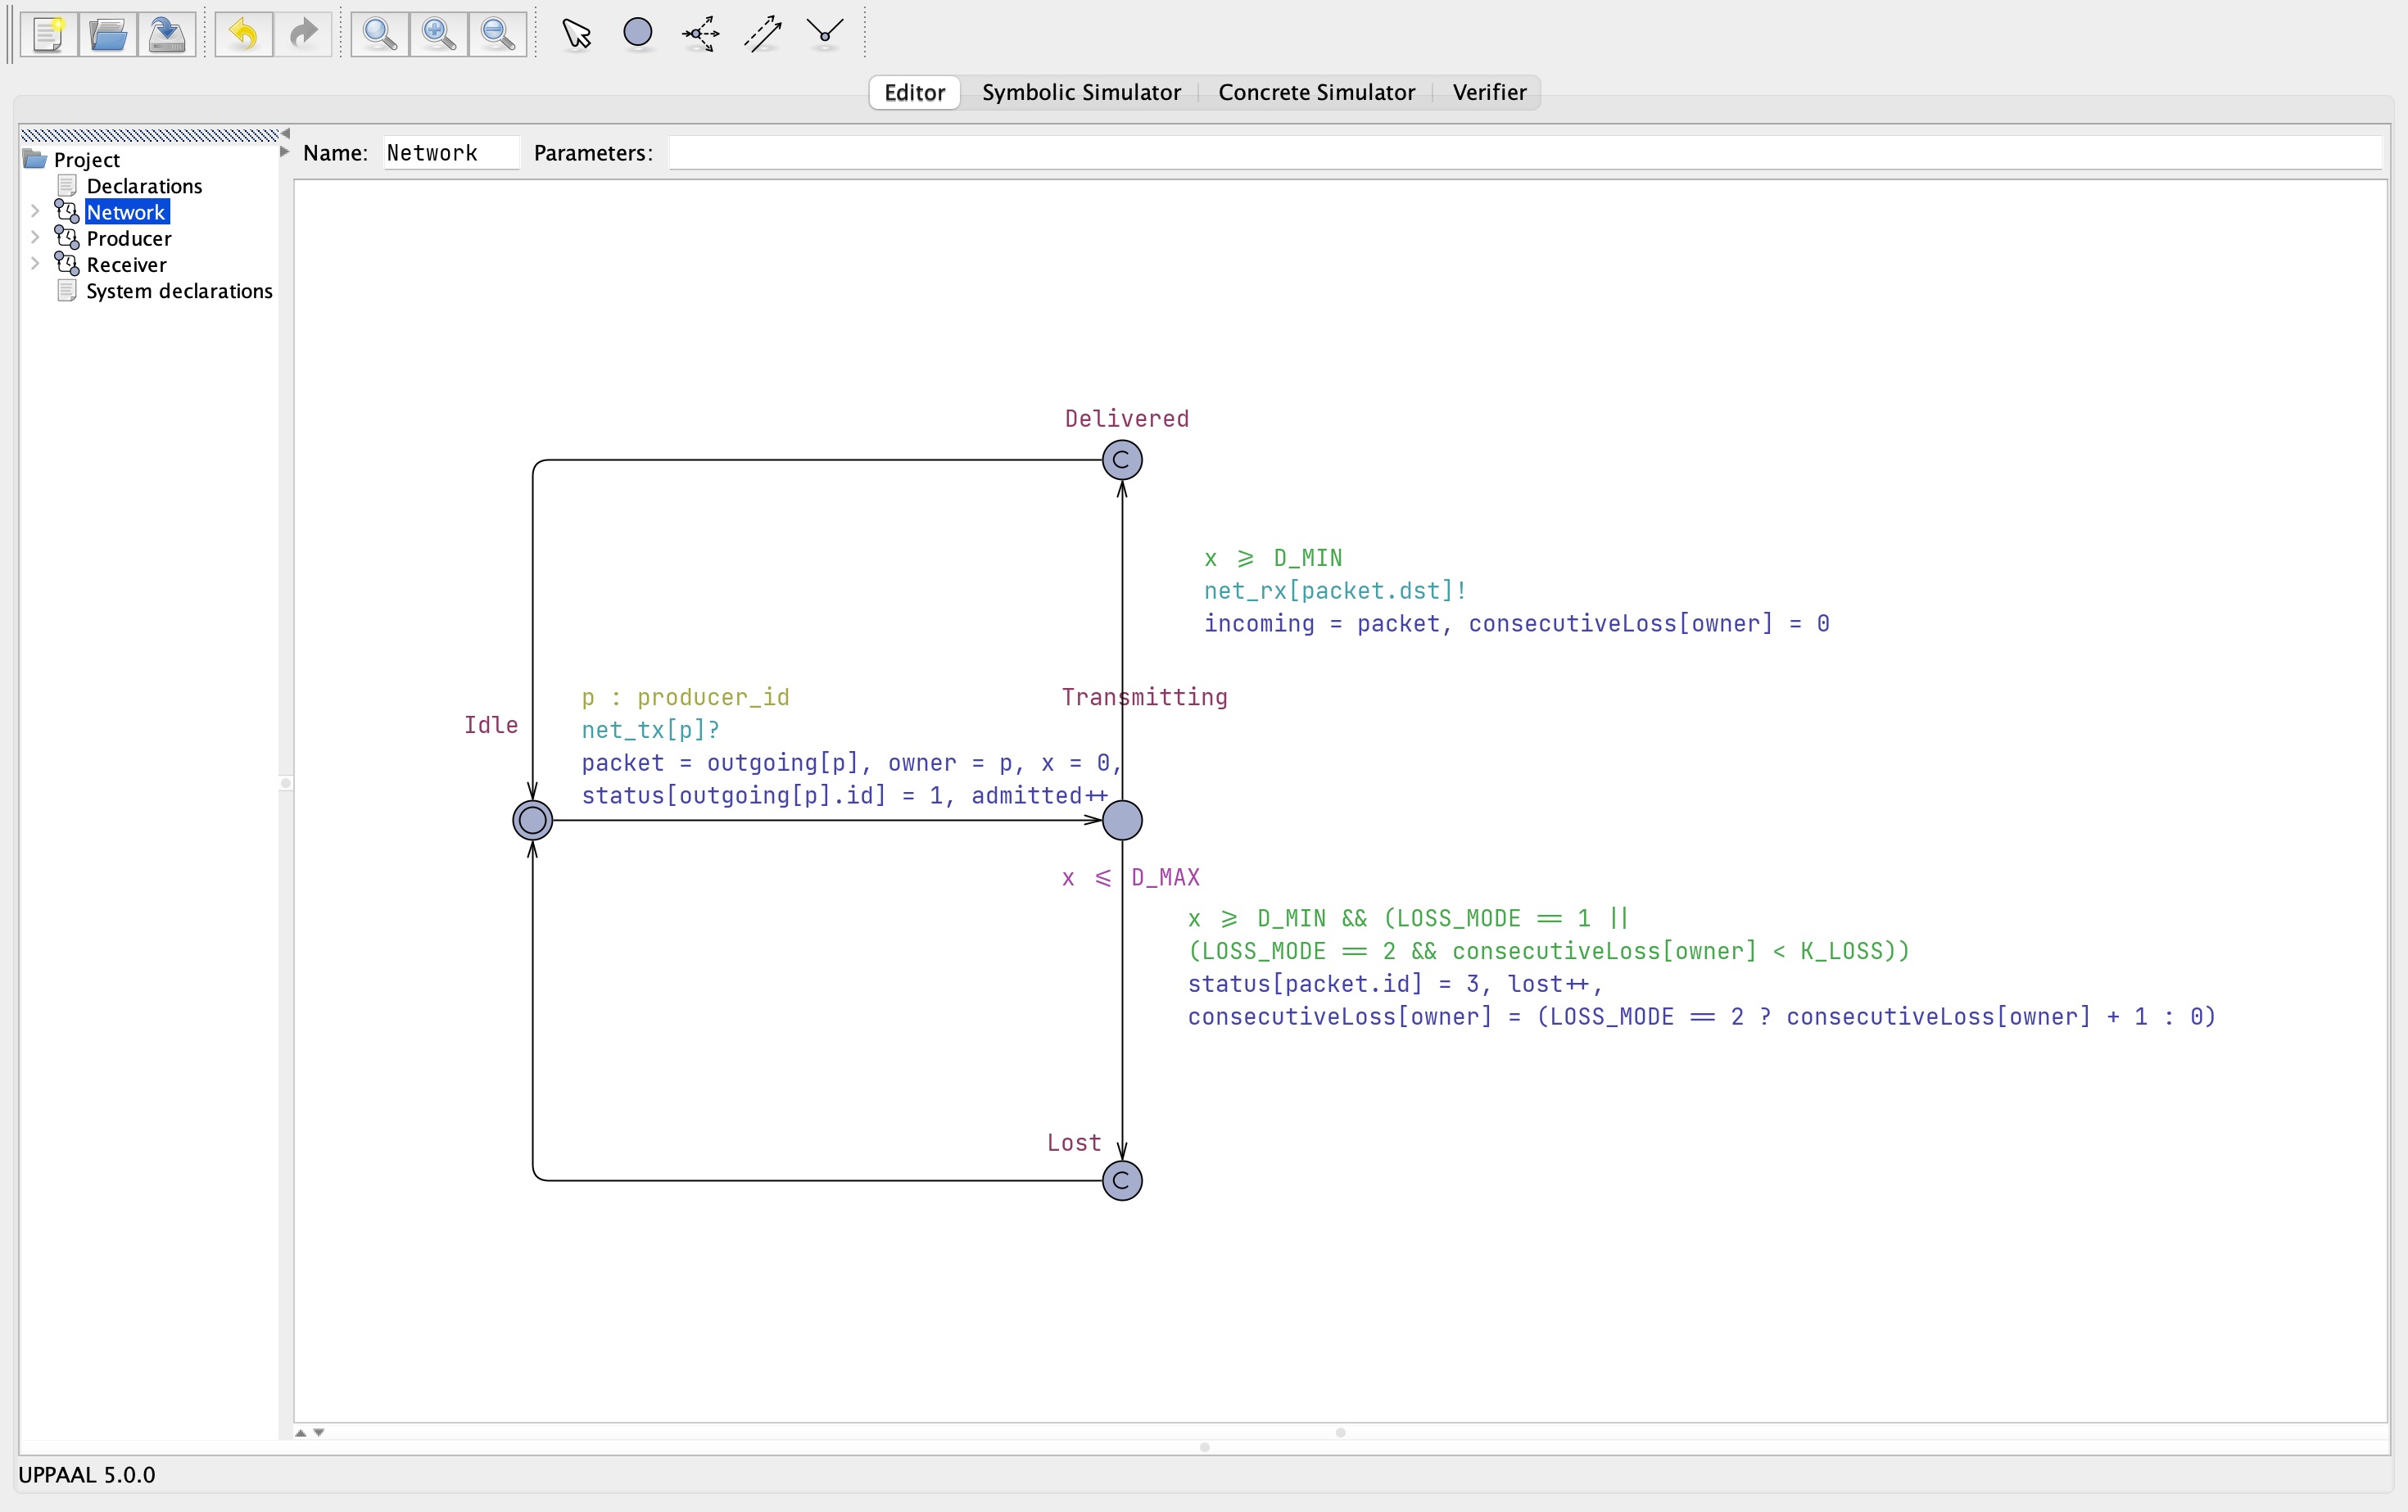 Editor Symbolic Simulator Concrete Simulator Verifier
Project
Declarations
Network
Producer
Receiver
System declarations
Name: Network Parameters:
Delivered
x ≥ D_MIN
net_rx[packet.dst]!
incoming = packet, consecutiveLoss[owner] = 0
Idle
p : producer_id
net_tx[p]?
packet = outgoing[p], owner = p, x = 0,
status[outgoing[p].id] = 1, admitted++
Transmitting
x ≤ D_MAX
x ≥ D_MIN && (LOSS_MODE == 1 ||
(LOSS_MODE == 2 && consecutiveLoss[owner] < K_LOSS))
status[packet.id] = 3, lost++,
consecutiveLoss[owner] = (LOSS_MODE == 2 ? consecutiveLoss[owner] + 1 : 0)
Lost
C
C
UPPAAL 5.0.0